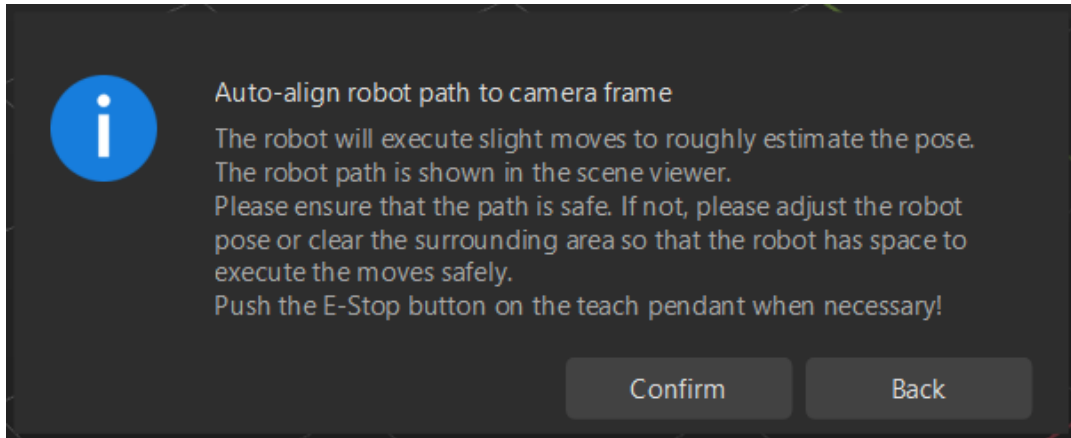 Auto-align robot path to camera frame
The robot will execute slight moves to roughly estimate the pose.
The robot path is shown in the scene viewer.
Please ensure that the path is safe. If not, please adjust the robot
pose or clear the surrounding area so that the robot has space to
execute the moves safely.
Push the E-Stop button on the teach pendant when necessary!
Confirm
Back